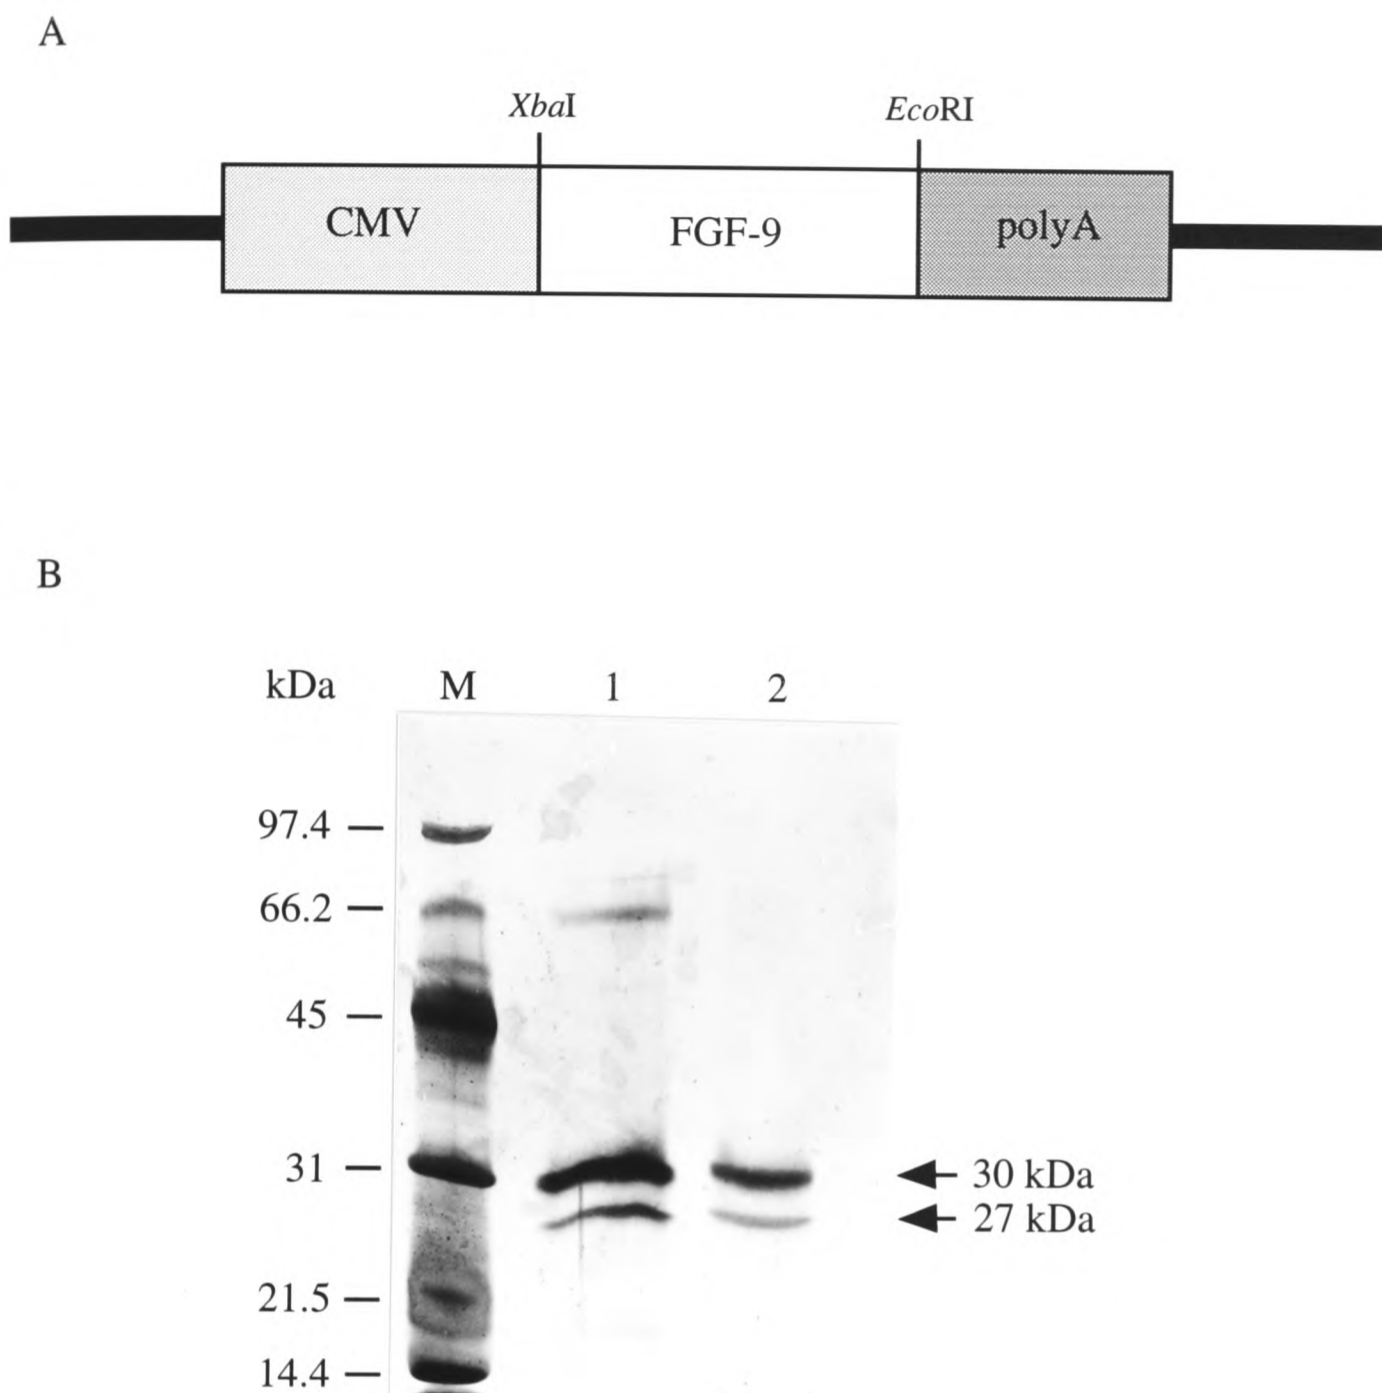 A
XbaI EcoRI
CMV FGF-9 polyA
B
kDa M 1 2
97.4
66.2
45
31
30 kDa
27 kDa
21.5
14.4